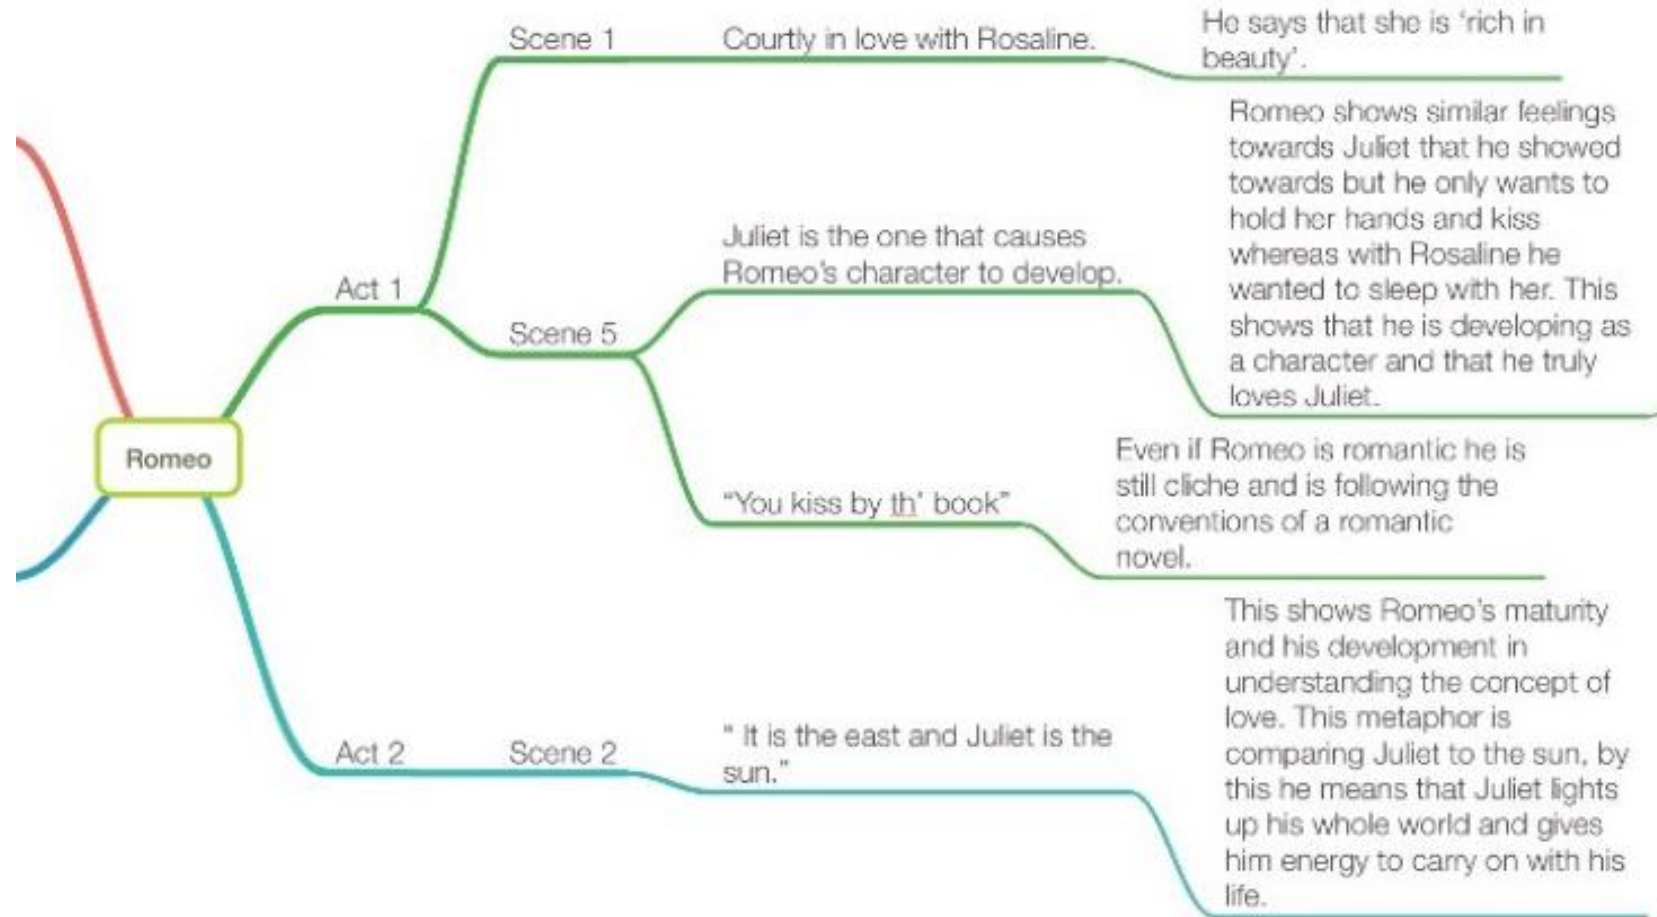 Romeo
Act 1
Scene 1
Courtly in love with Rosaline.
He says that she is ‘rich in
beauty’.
Scene 5
Juliet is the one that causes
Romeo’s character to develop.
Romeo shows similar feelings
towards Juliet that he showed
towards but he only wants to
hold her hands and kiss
whereas with Rosaline he
wanted to sleep with her. This
shows that he is developing as
a character and that he truly
loves Juliet.
“You kiss by th’ book”
Even if Romeo is romantic he is
still cliche and is following the
conventions of a romantic
novel.
Act 2
Scene 2
“ It is the east and Juliet is the
sun.”
This shows Romeo’s maturity
and his development in
understanding the concept of
love. This metaphor is
comparing Juliet to the sun, by
this he means that Juliet lights
up his whole world and gives
him energy to carry on with his
life.